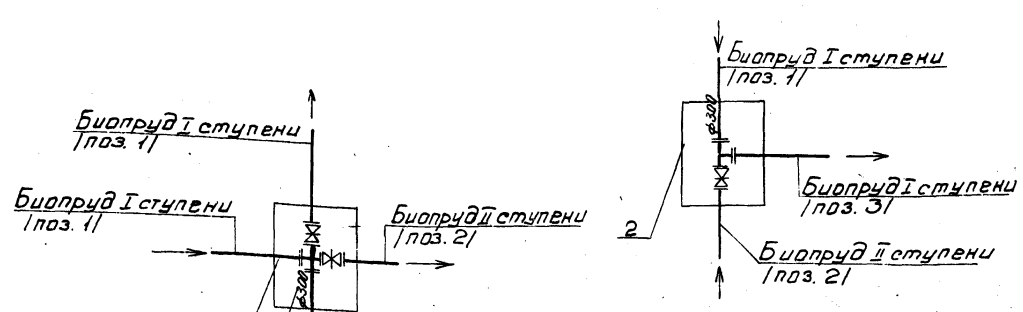 Биопруд I ступени
/поз. 1/
Биопруд I ступени
/поз. 1/
Биопруд II ступени
/поз. 2/
ф300
Биопруд I ступени
/поз. 1/
ф300
Биопруд I ступени
/поз. 3/
2
Биопруд II ступени
/поз. 2/